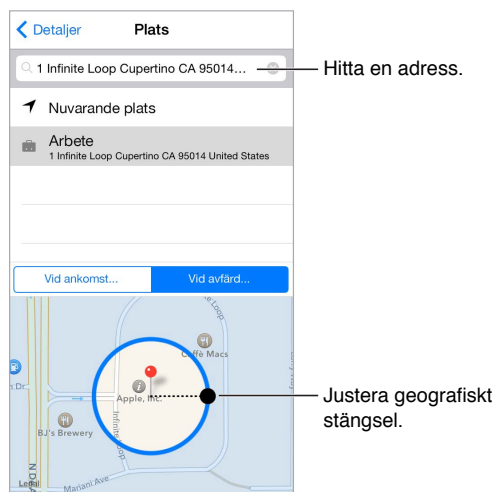 Detaljer Plats
1 Infinite Loop Cupertino CA 95014...
Hitta en adress.
Nuvarande plats
Arbete
1 Infinite Loop Cupertino CA 95014 United States
Vid ankomst... Vid avfärd...
Loop
Caffè Macs
Apple, Inc.
Infinite Loop
BJ's Brewery
Mariani Ave
Legal
Justera geografiskt
stängsel.